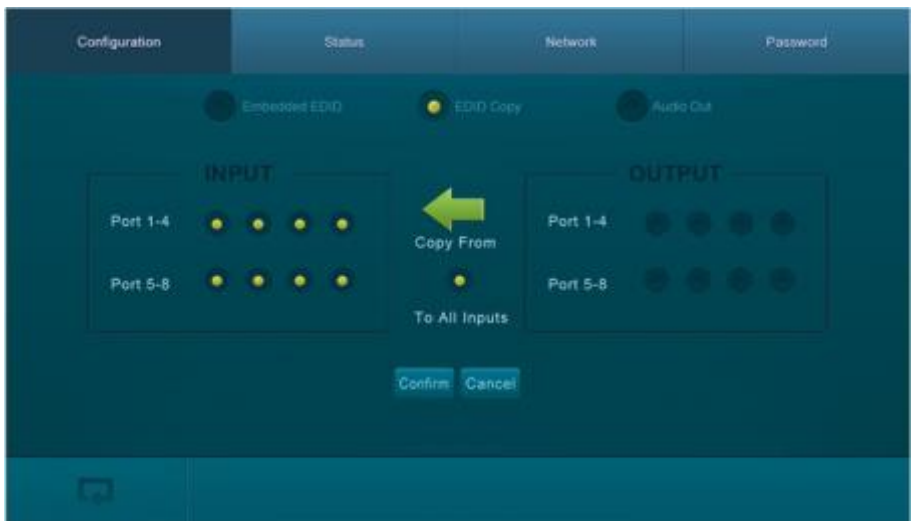 Configuration Status Network Password
Embedded EDID EDID Copy Audio Out
INPUT OUTPUT
Port 1-4 Copy From Port 1-4
Port 5-8 Port 5-8
To All Inputs
Confirm Cancel